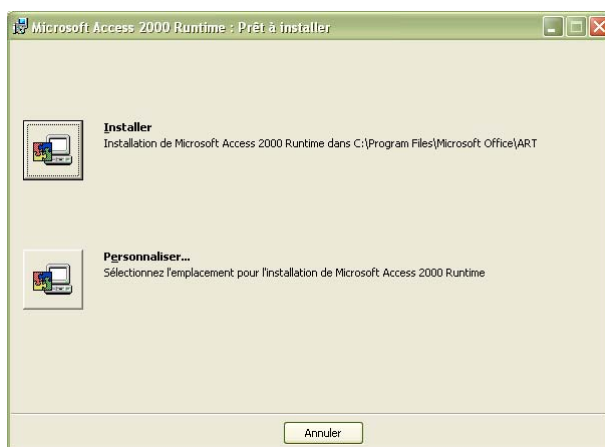 Microsoft Access 2000 Runtime : Prêt à installer
Installer
Installation de Microsoft Access 2000 Runtime dans C:\Program Files\Microsoft Office\ART
Personnaliser...
Sélectionnez l'emplacement pour l'installation de Microsoft Access 2000 Runtime
Annuler